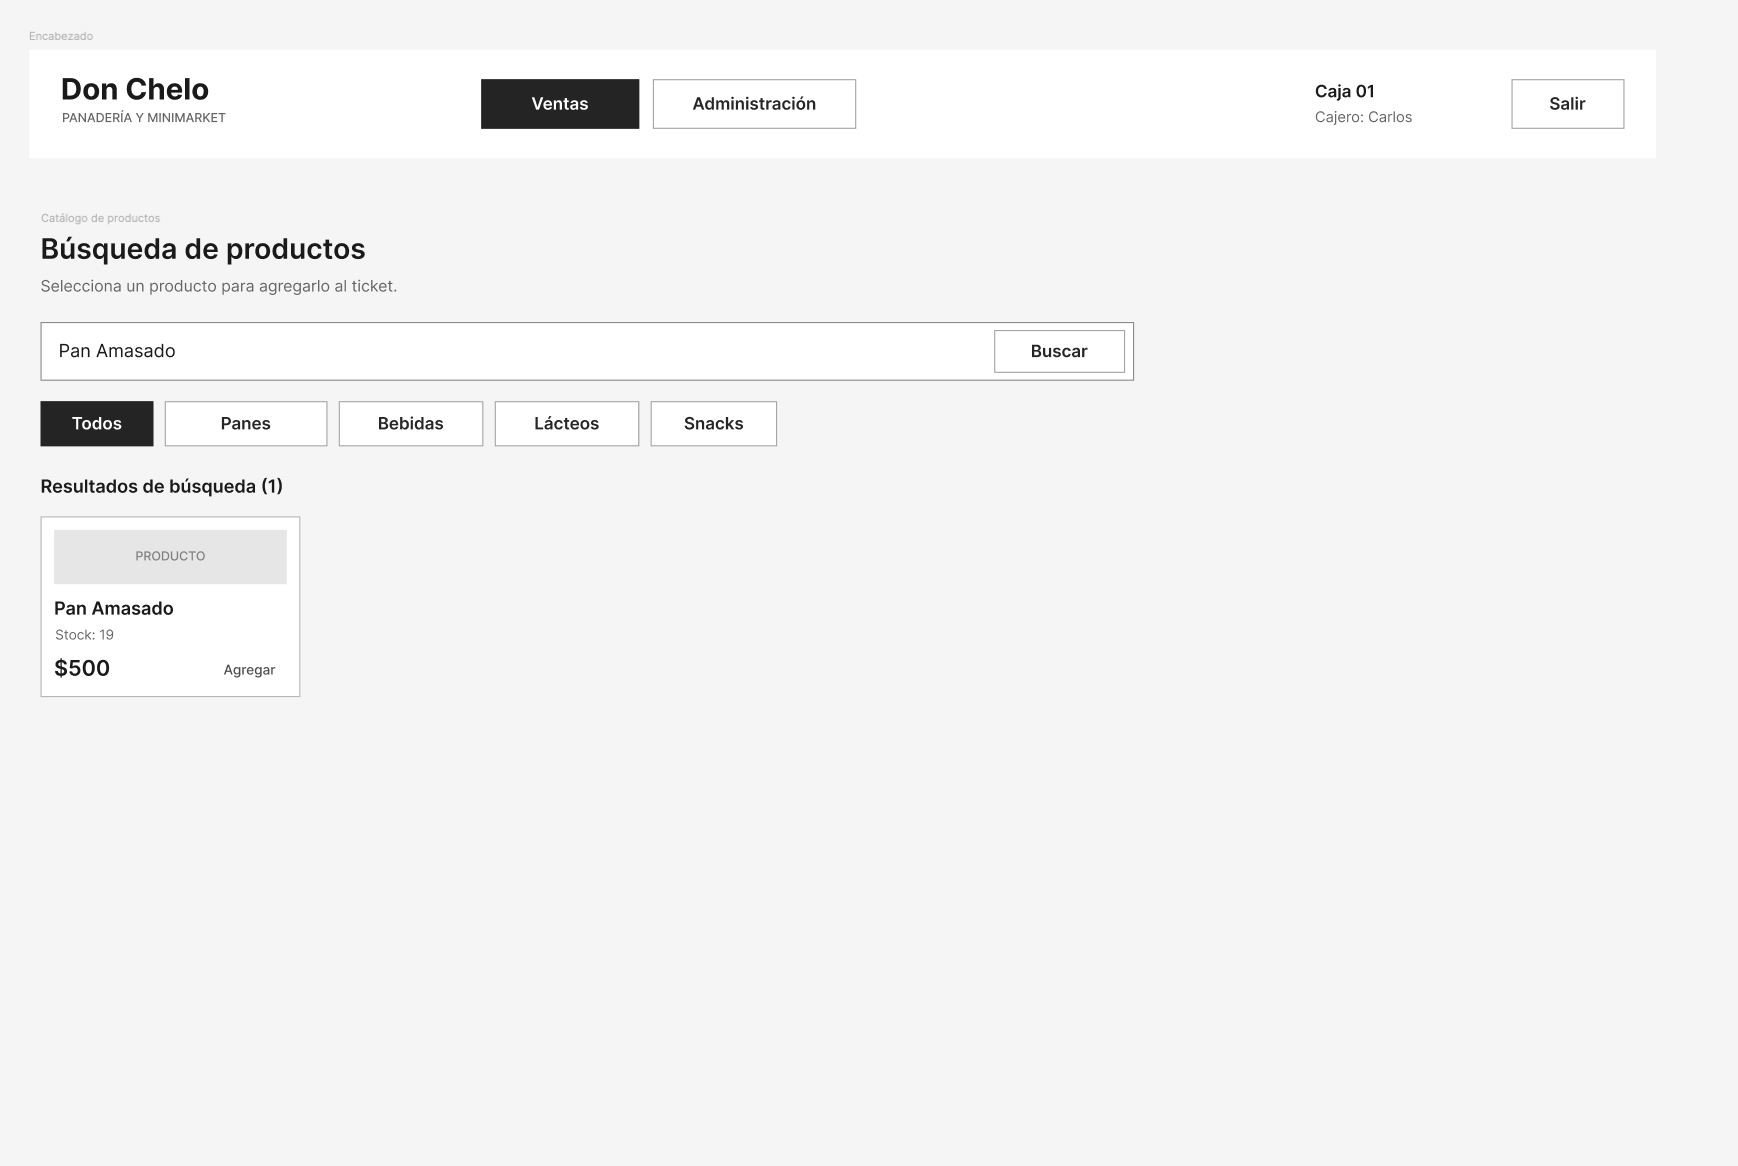 Encabezado
Don Chelo
PANADERÍA Y MINIMARKET
Ventas
Administración
Caja 01
Cajero: Carlos
Salir
Catálogo de productos
Búsqueda de productos
Selecciona un producto para agregarlo al ticket.
Pan Amasado
Buscar
Todos
Panes
Bebidas
Lácteos
Snacks
Resultados de búsqueda (1)
PRODUCTO
Pan Amasado
Stock: 19
$500
Agregar